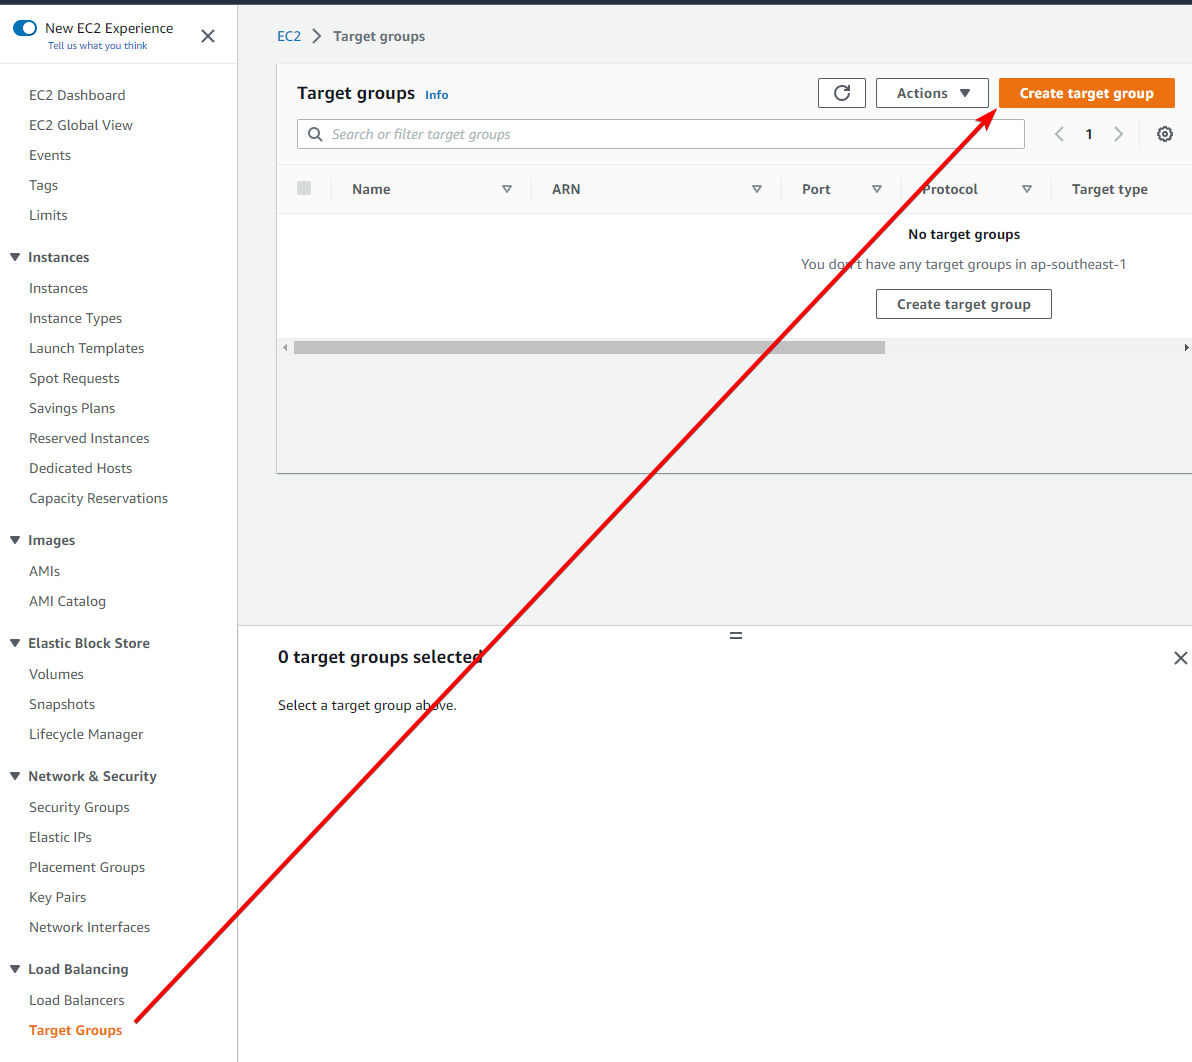 New EC2 Experience
Tell us what you think
EC2 Dashboard
EC2 Global View
Events
Tags
Limits
Instances
Instances
Instance Types
Launch Templates
Spot Requests
Savings Plans
Reserved Instances
Dedicated Hosts
Capacity Reservations
Images
AMIs
AMI Catalog
Elastic Block Store
Volumes
Snapshots
Lifecycle Manager
Network & Security
Security Groups
Elastic IPs
Placement Groups
Key Pairs
Network Interfaces
Load Balancing
Load Balancers
Target Groups
EC2 > Target groups
Target groups Info
Actions
Create target group
Search or filter target groups
1
Name ARN Port Protocol Target type
No target groups
You don't have any target groups in ap-southeast-1
Create target group
0 target groups selected
Select a target group above.